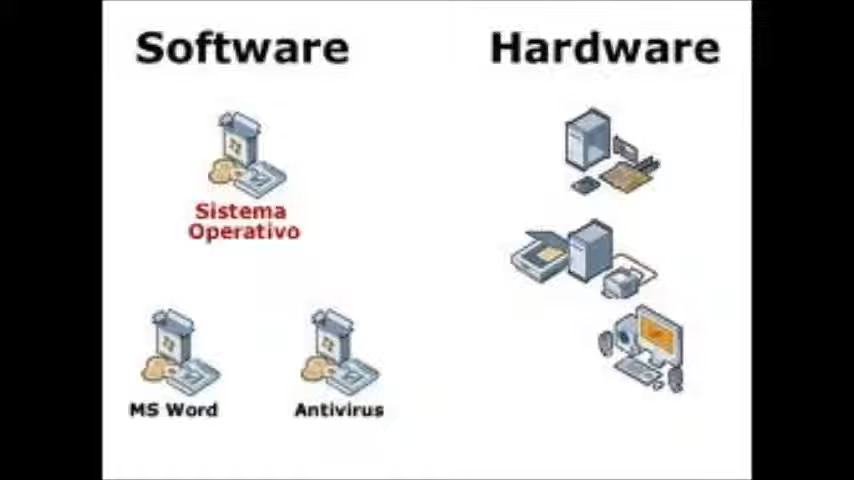 Software
Hardware
Sistema
Operativo
MS Word
Antivirus